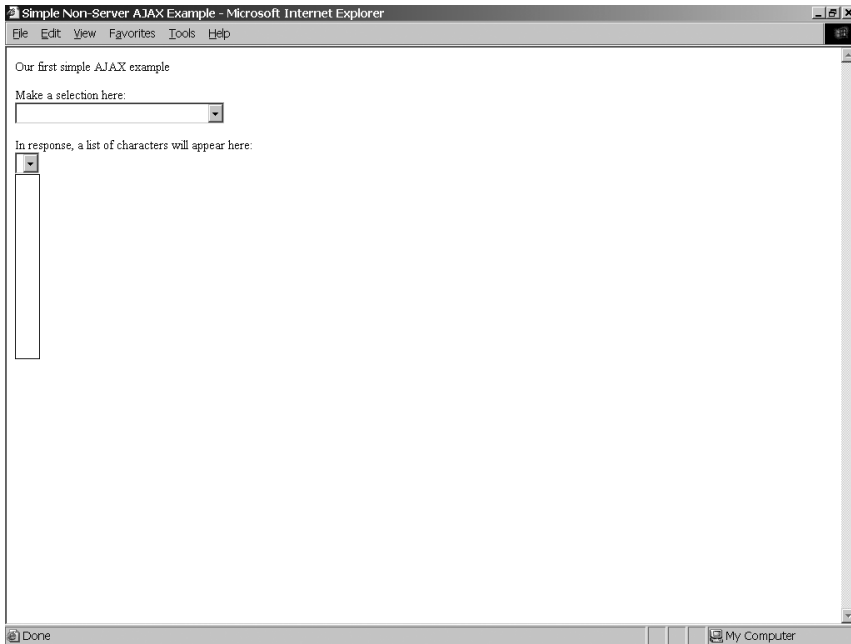 Simple Non-Server AJAX Example - Microsoft Internet Explorer
File Edit View Favorites Tools Help
Our first simple AJAX example
Make a selection here:
In response, a list of characters will appear here:
Done
My Computer